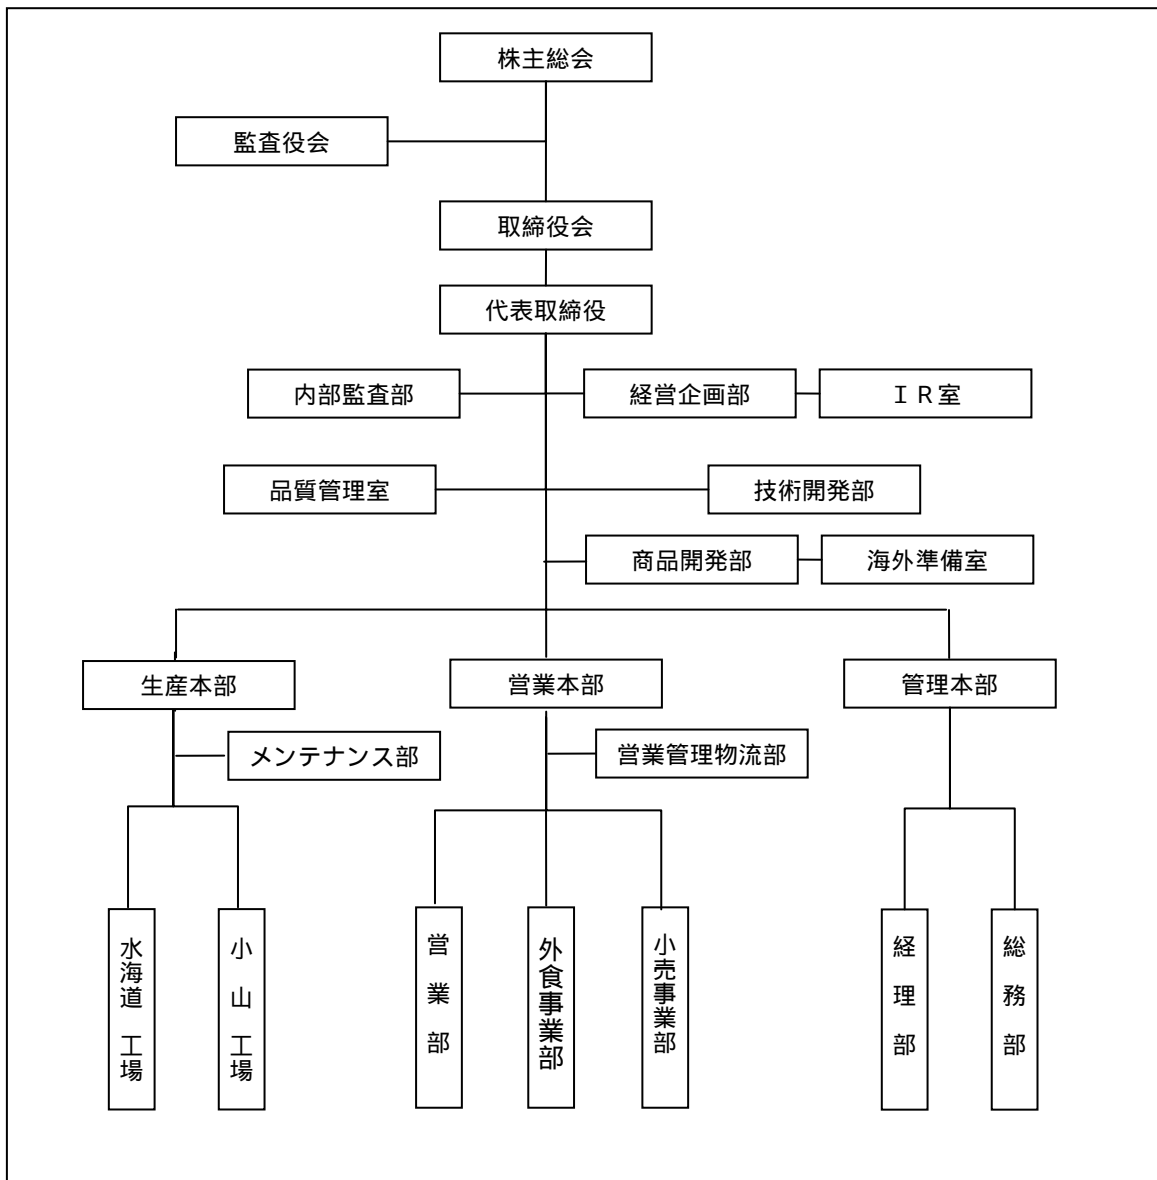 株主総会
監査役会
取締役会
代表取締役
内部監査部
経営企画部
ＩＲ室
品質管理室
技術開発部
商品開発部
海外準備室
生産本部
営業本部
管理本部
メンテナンス部
営業管理物流部
水海道 工場
小山 工場
営業部
外食事業部
小売事業部
経理部
総務部